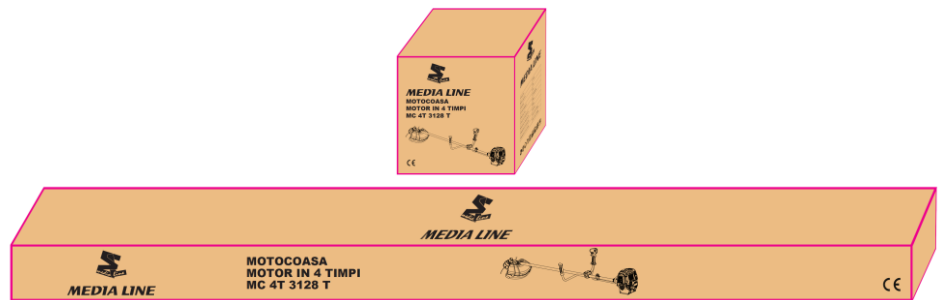 MEDIA LINE
MOTOCOASA
MOTOR IN 4 TIMPI
MC 4T 3128 T
CE
MEDIA LINE
MEDIA LINE
MOTOCOASA
MOTOR IN 4 TIMPI
MC 4T 3128 T
CE